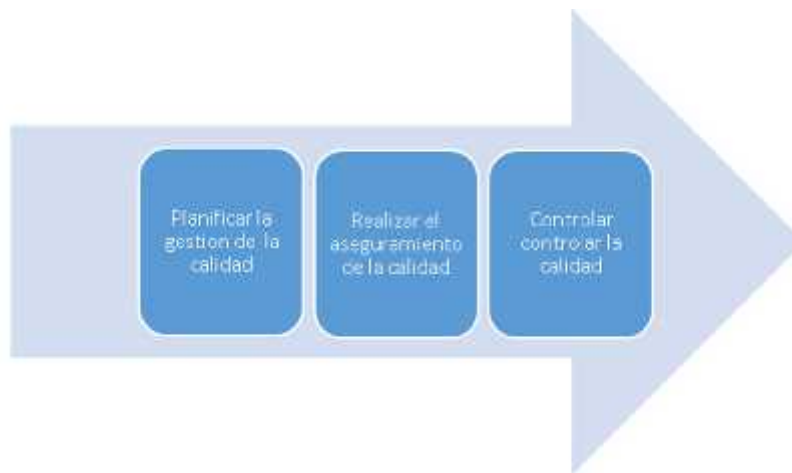 Planificar la
gestion de la
calidad
Realizar el
aseguramiento
de la calidad
Controlar
controlar la
calidad